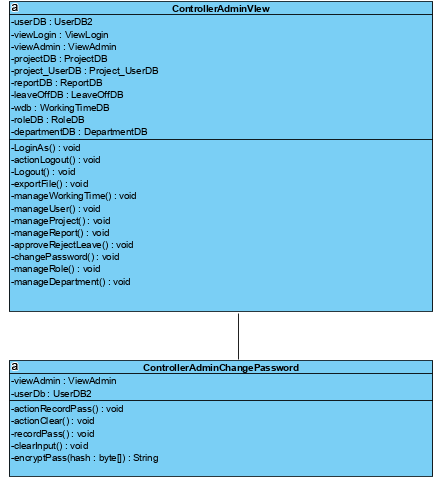 a
ControllerAdminVIew
-userDB : UserDB2
-viewLogin : ViewLogin
-viewAdmin : ViewAdmin
-projectDB : ProjectDB
-project_UserDB : Project_UserDB
-reportDB : ReportDB
-leaveOffDB : LeaveOffDB
-wdb : WorkingTimeDB
-roleDB : RoleDB
-departmentDB : DepartmentDB
-LoginAs() : void
-actionLogout() : void
-Logout() : void
-exportFile() : void
-manageWorkingTime() : void
-manageUser() : void
-manageProject() : void
-manageReport() : void
-approveRejectLeave() : void
-changePassword() : void
-manageRole() : void
-manageDepartment() : void
a
ControllerAdminChangePassword
-viewAdmin : ViewAdmin
-userDb : UserDB2
-actionRecordPass() : void
-actionClear() : void
-recordPass() : void
-clearInput() : void
-encryptPass(hash : byte[]) : String